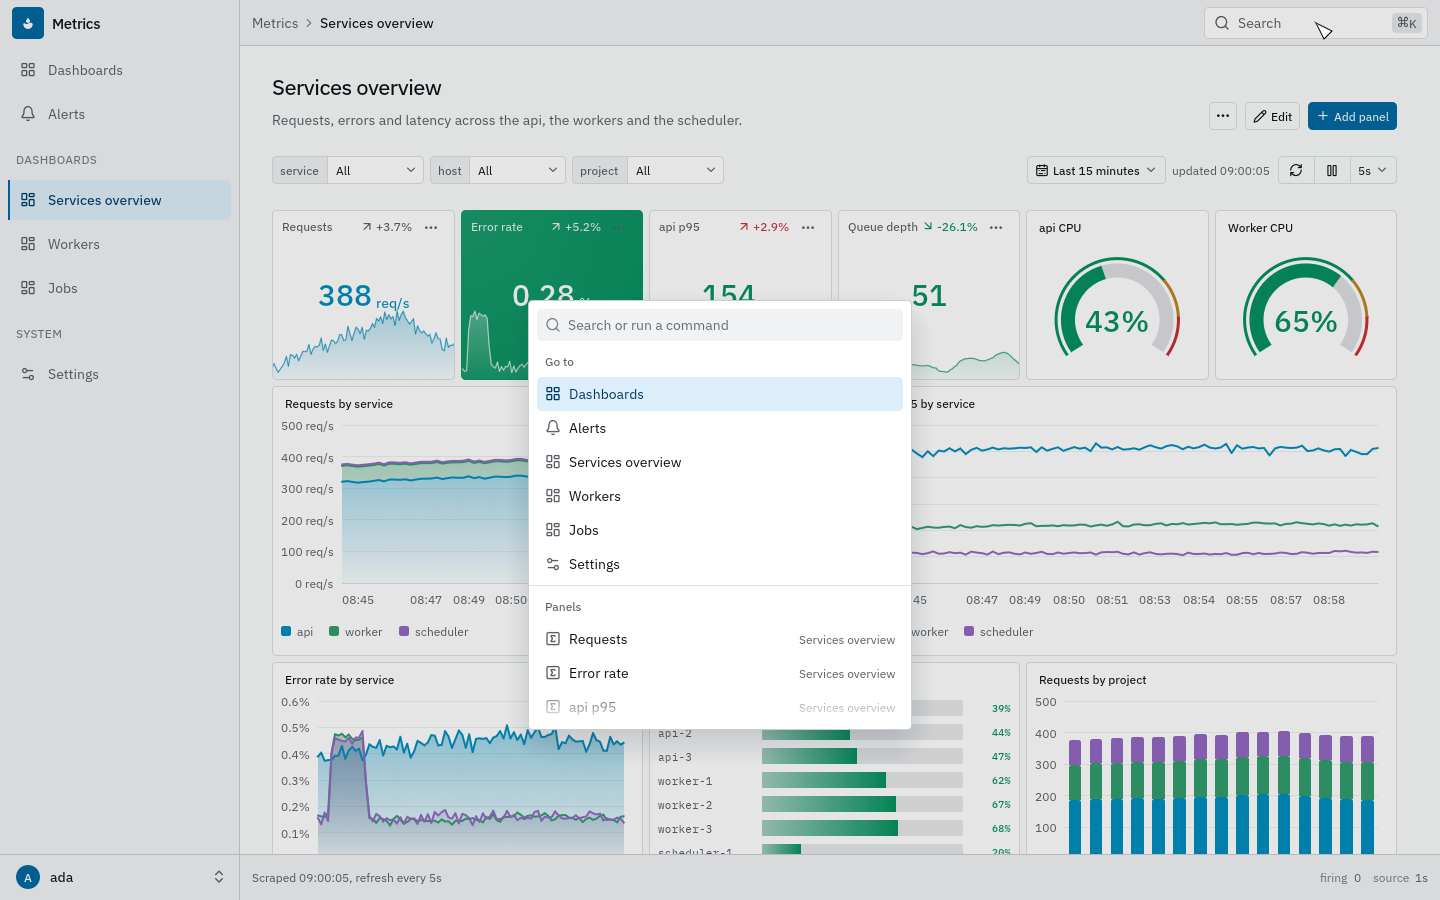 Metrics
Dashboards
Alerts
DASHBOARDS
Services overview
Workers
Jobs
SYSTEM
Settings
A ada
Metrics > Services overview
Search ⌘K
Services overview
Requests, errors and latency across the api, the workers and the scheduler.
Edit
Add panel
service All
host All
project All
Last 15 minutes
updated 09:00:05
5s
Requests +3.7%
388 req/s
Error rate +5.2%
0.28 %
api p95 +2.9%
154
Queue depth -26.1%
51
api CPU
43%
Worker CPU
65%
Search or run a command
Go to
Dashboards
Alerts
Services overview
Workers
Jobs
Settings
Panels
Requests Services overview
Error rate Services overview
api p95 Services overview
Requests by service
500 req/s
400 req/s
300 req/s
200 req/s
100 req/s
0 req/s
08:45 08:47 08:49 08:50
api worker scheduler
5 by service
45 08:47 08:49 08:50 08:51 08:53 08:54 08:55 08:57 08:58
worker scheduler
Error rate by service
0.6%
0.5%
0.4%
0.3%
0.2%
0.1%
39%
api-2 44%
api-3 47%
worker-1 62%
worker-2 67%
worker-3 68%
scheduler-1 20%
Requests by project
500
400
300
200
100
Scraped 09:00:05, refresh every 5s
firing 0 source 1s